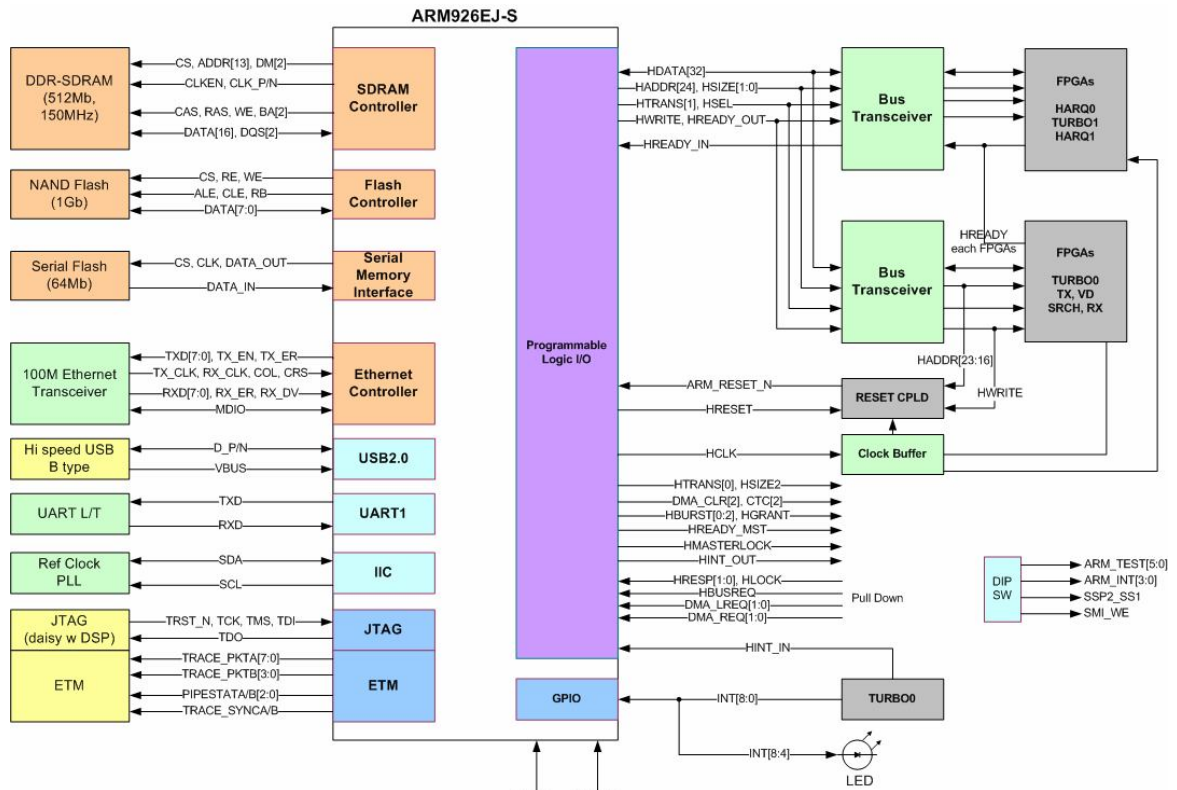 ARM926EJ-S
DDR-SDRAM
(512Mb,
150MHz)
CS, ADDR[13], DM[2]
CLKEN, CLK_P/N
CAS, RAS, WE, BA[2]
DATA[16], DQS[2]
SDRAM
Controller
NAND Flash
(1Gb)
CS, RE, WE
ALE, CLE, RB
DATA[7:0]
Flash
Controller
Serial Flash
(64Mb)
CS, CLK, DATA_OUT
DATA_IN
Serial
Memory
Interface
100M Ethernet
Transceiver
TXD[7:0], TX_EN, TX_ER
TX_CLK, RX_CLK, COL, CRS
RXD[7:0], RX_ER, RX_DV
MDIO
Ethernet
Controller
Hi speed USB
B type
D_P/N
VBUS
USB2.0
UART L/T
TXD
RXD
UART1
Ref Clock
PLL
SDA
SCL
IIC
JTAG
(daisy w DSP)
TRST_N, TCK, TMS, TDI
TDO
JTAG
ETM
TRACE_PKTA[7:0]
TRACE_PKTB[3:0]
PIPESTATA/B[2:0]
TRACE_SYNCA/B
ETM
Programmable
Logic I/O
GPIO
HDATA[32]
HADDR[24], HSIZE[1:0]
HTRANS[1], HSEL
HWRITE, HREADY_OUT
HREADY_IN
Bus
Transceiver
FPGAs
HARQ0
TURBO1
HARQ1
HREADY
each FPGAs
Bus
Transceiver
FPGAs
TURBO0
TX, VD
SRCH, RX
HADDR[23:16]
HWRITE
ARM_RESET_N
HRESET
RESET CPLD
HCLK
Clock Buffer
HTRANS[0], HSIZE2
DMA_CLR[2], CTC[2]
HBURST[0:2], HGRANT
HREADY_MST
HMASTERLOCK
HINT_OUT
HRESP[1:0], HLOCK
HBUSREQ
DMA_LREQ[1:0]
DMA_REQ[1:0]
Pull Down
DIP
SW
ARM_TEST[5:0]
ARM_INT[3:0]
SSP2_SS1
SMI_WE
HINT_IN
INT[8:0]
TURBO0
INT[8:4]
LED